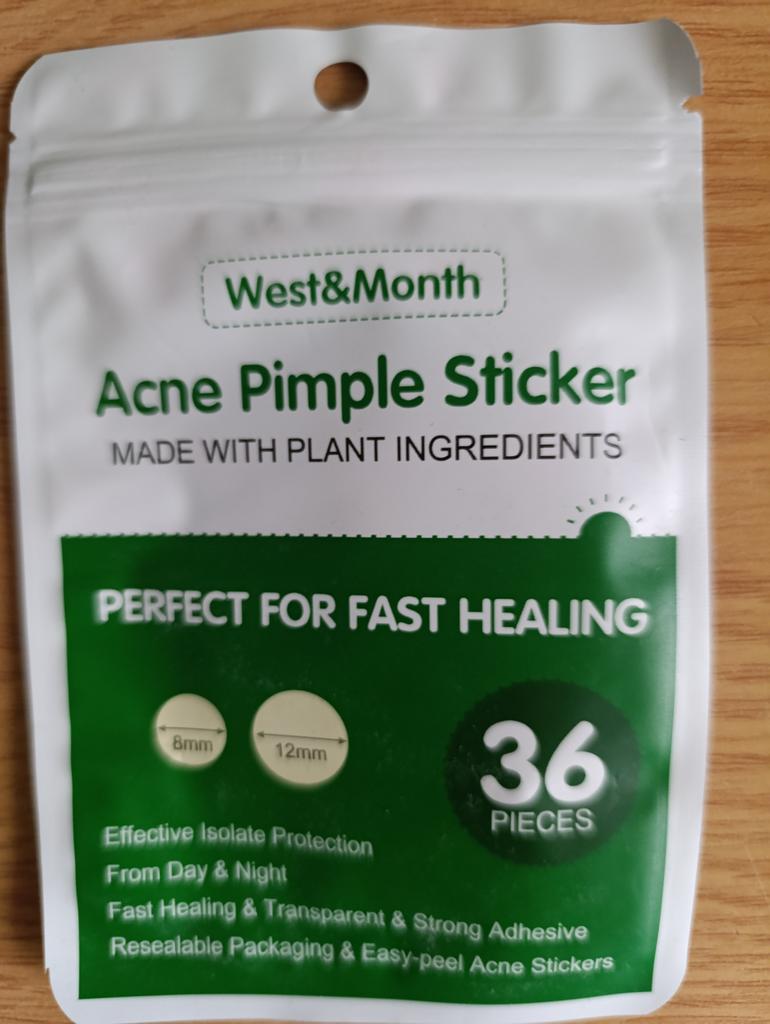 West&Month
Acne Pimple Sticker
MADE WITH PLANT INGREDIENTS
PERFECT FOR FAST HEALING
8mm
12mm
36
PIECES
Effective Isolate Protection
From Day & Night
Fast Healing & Transparent & Strong Adhesive
Resealable Packaging & Easy-peel Acne Stickers